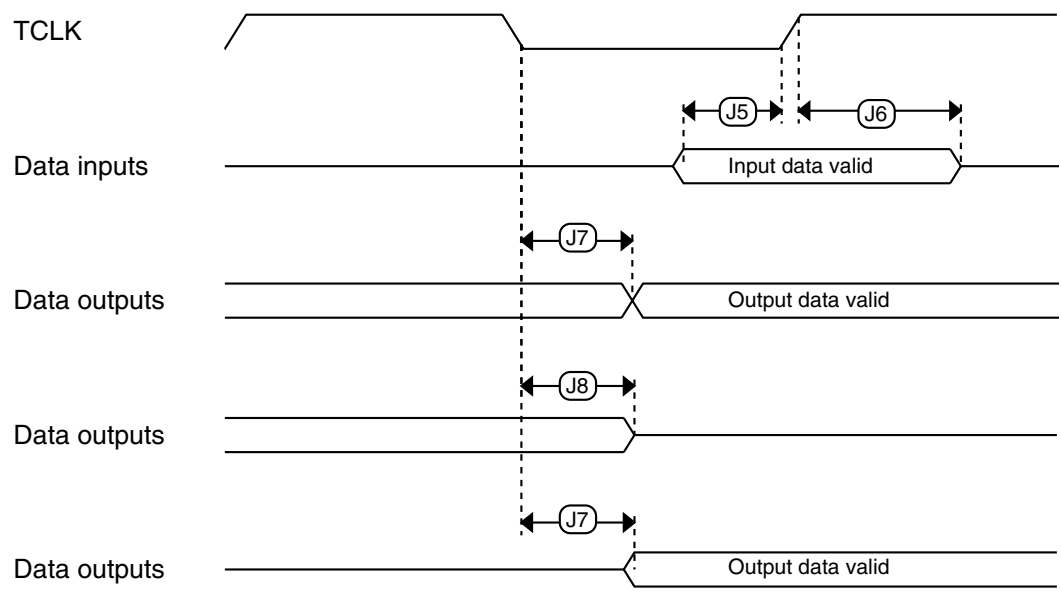 TCLK
J5
J6
Data inputs
Input data valid
J7
Data outputs
Output data valid
J8
Data outputs
J7
Data outputs
Output data valid